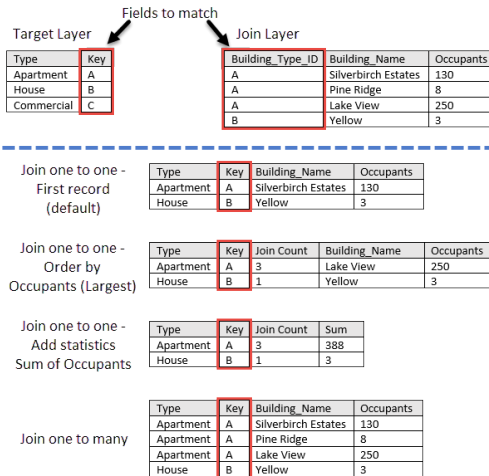 Fields to match
Target Layer
Join Layer
Type Key
Apartment A
House B
Commercial C
Building_Type_ID Building_Name Occupants
A Silverbirch Estates 130
A Pine Ridge 8
A Lake View 250
B Yellow 3
Join one to one -
First record
(default)
Type Key Building_Name Occupants
Apartment A Silverbirch Estates 130
House B Yellow 3
Join one to one -
Order by
Occupants (Largest)
Type Key Join Count Building_Name Occupants
Apartment A 3 Lake View 250
House B 1 Yellow 3
Join one to one -
Add statistics
Sum of Occupants
Type Key Join Count Sum
Apartment A 3 388
House B 1 3
Join one to many
Type Key Building_Name Occupants
Apartment A Silverbirch Estates 130
Apartment A Pine Ridge 8
Apartment A Lake View 250
House B Yellow 3